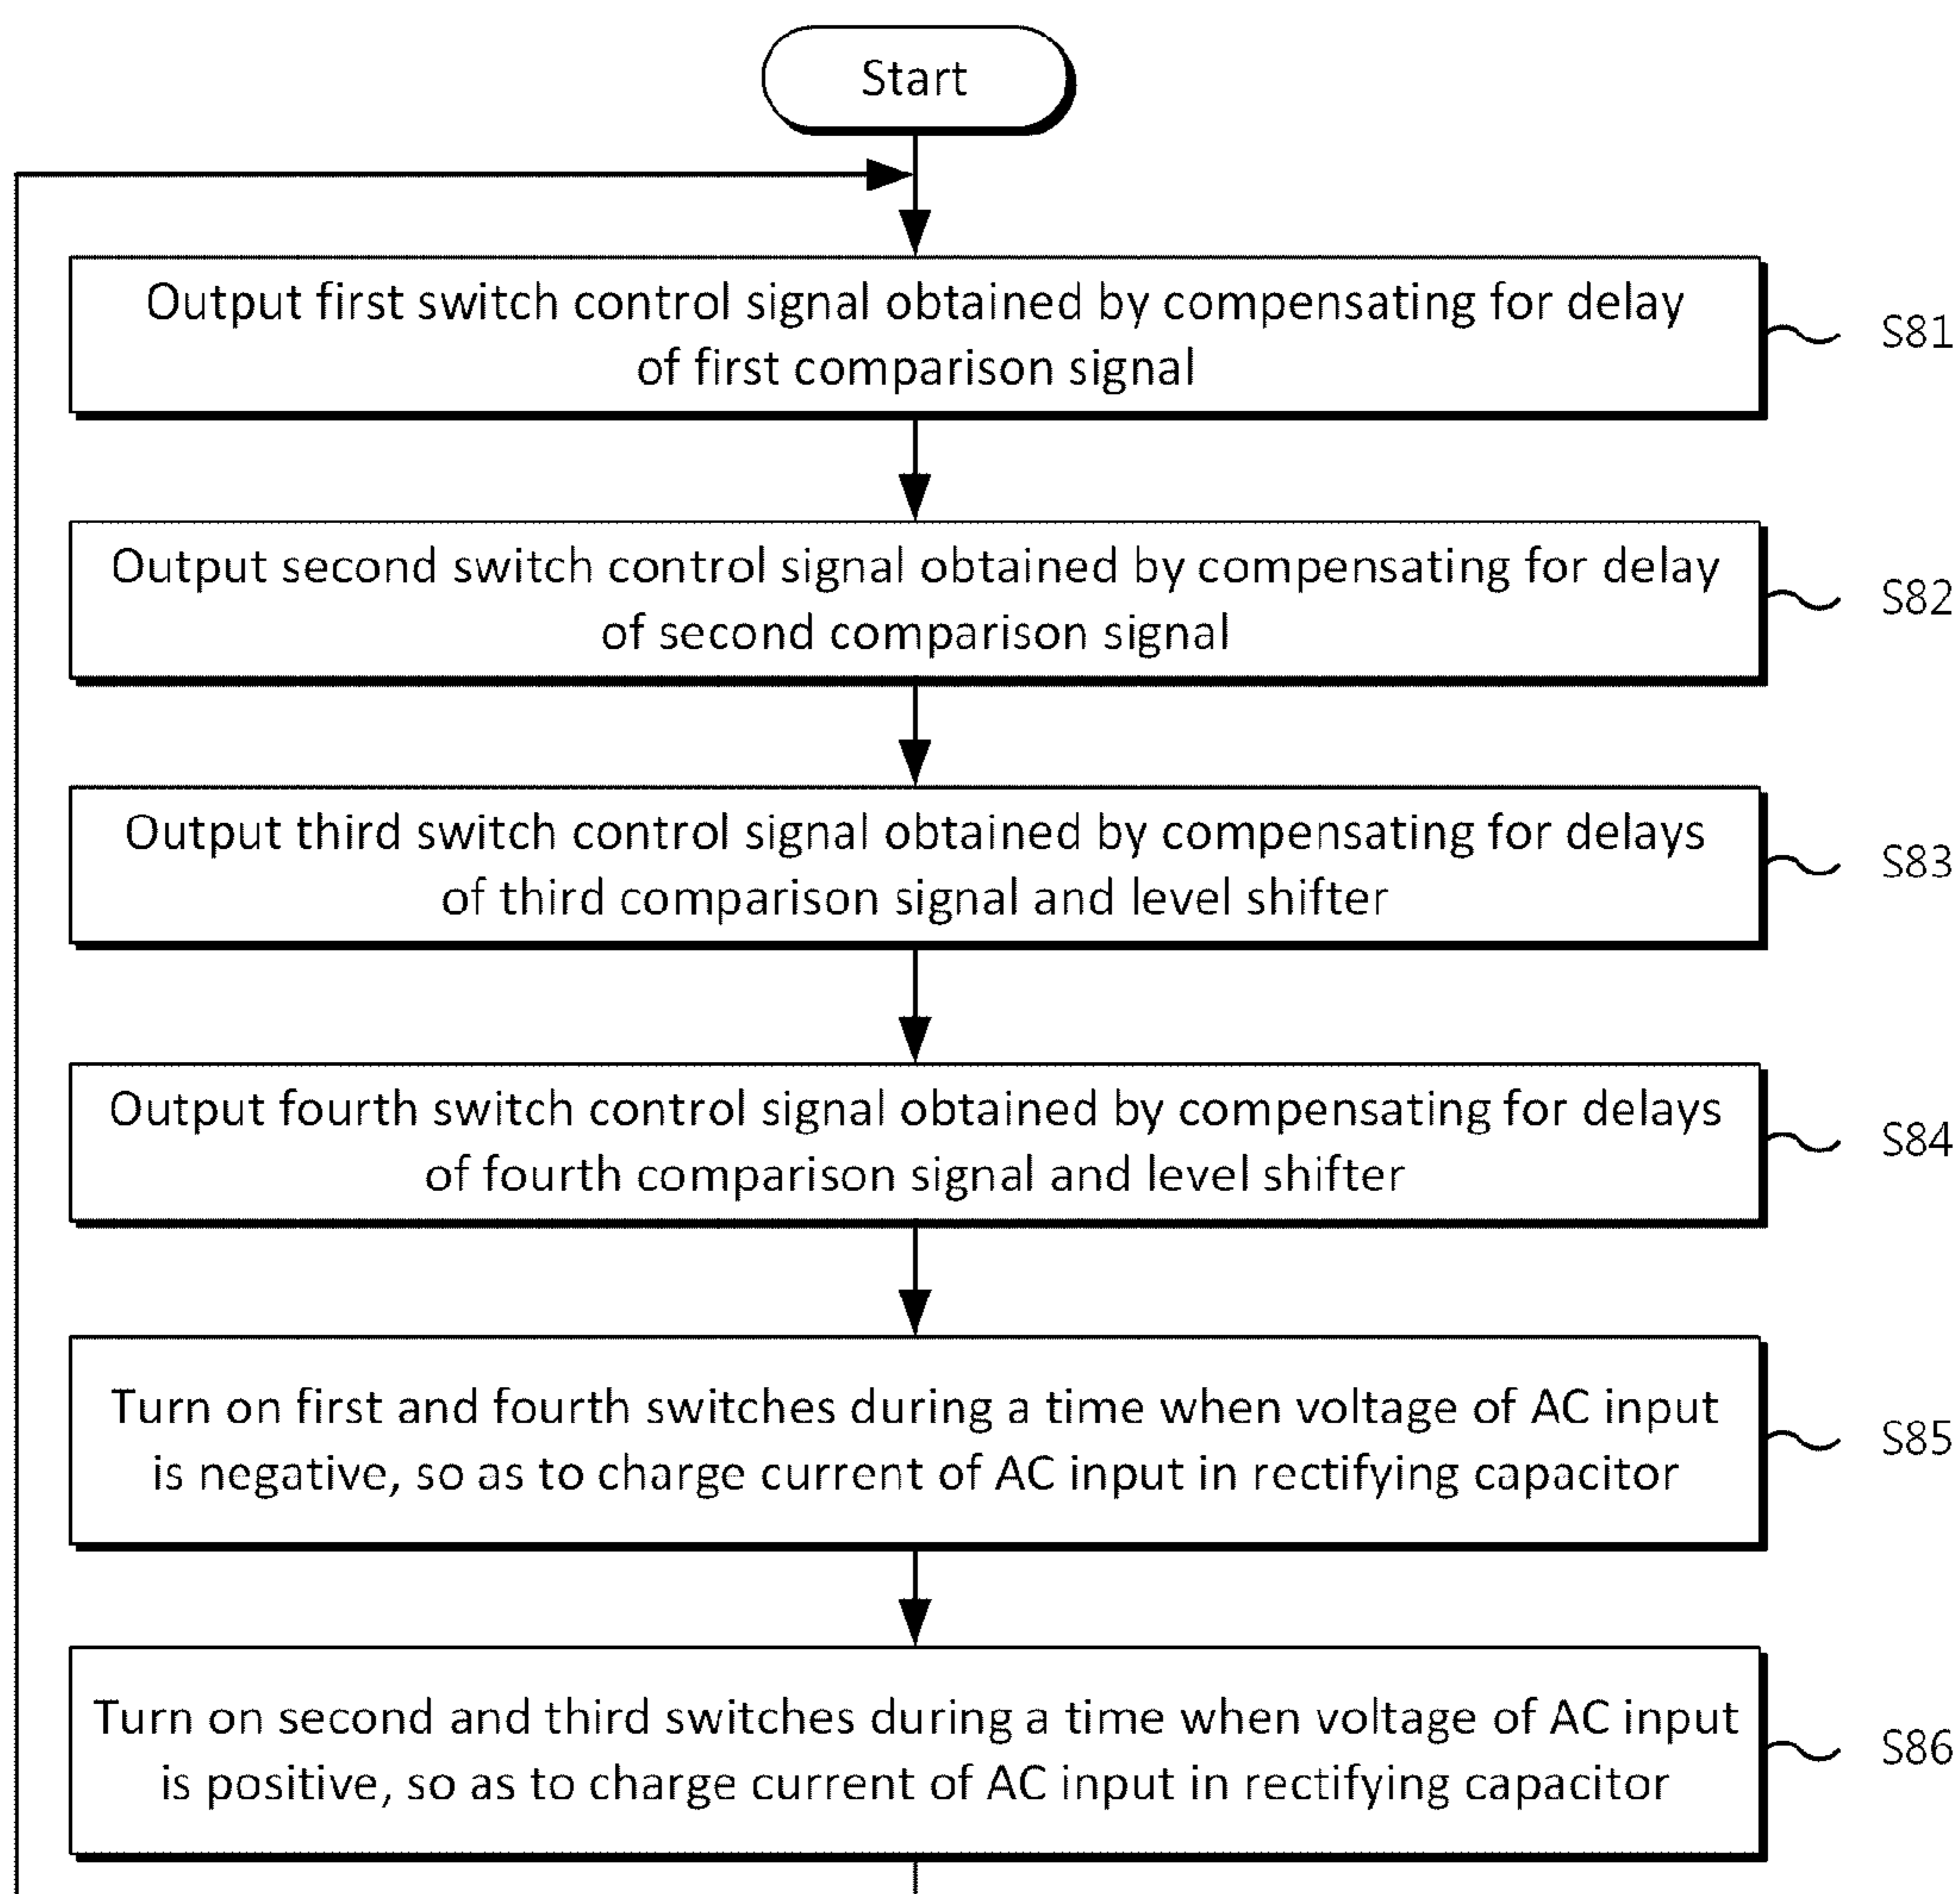 Start
Output first switch control signal obtained by compensating for delay
of first comparison signal
S81
Output second switch control signal obtained by compensating for delay
of second comparison signal
S82
Output third switch control signal obtained by compensating for delays
of third comparison signal and level shifter
S83
Output fourth switch control signal obtained by compensating for delays
of fourth comparison signal and level shifter
S84
Turn on first and fourth switches during a time when voltage of AC input
is negative, so as to charge current of AC input in rectifying capacitor
S85
Turn on second and third switches during a time when voltage of AC input
is positive, so as to charge current of AC input in rectifying capacitor
S86